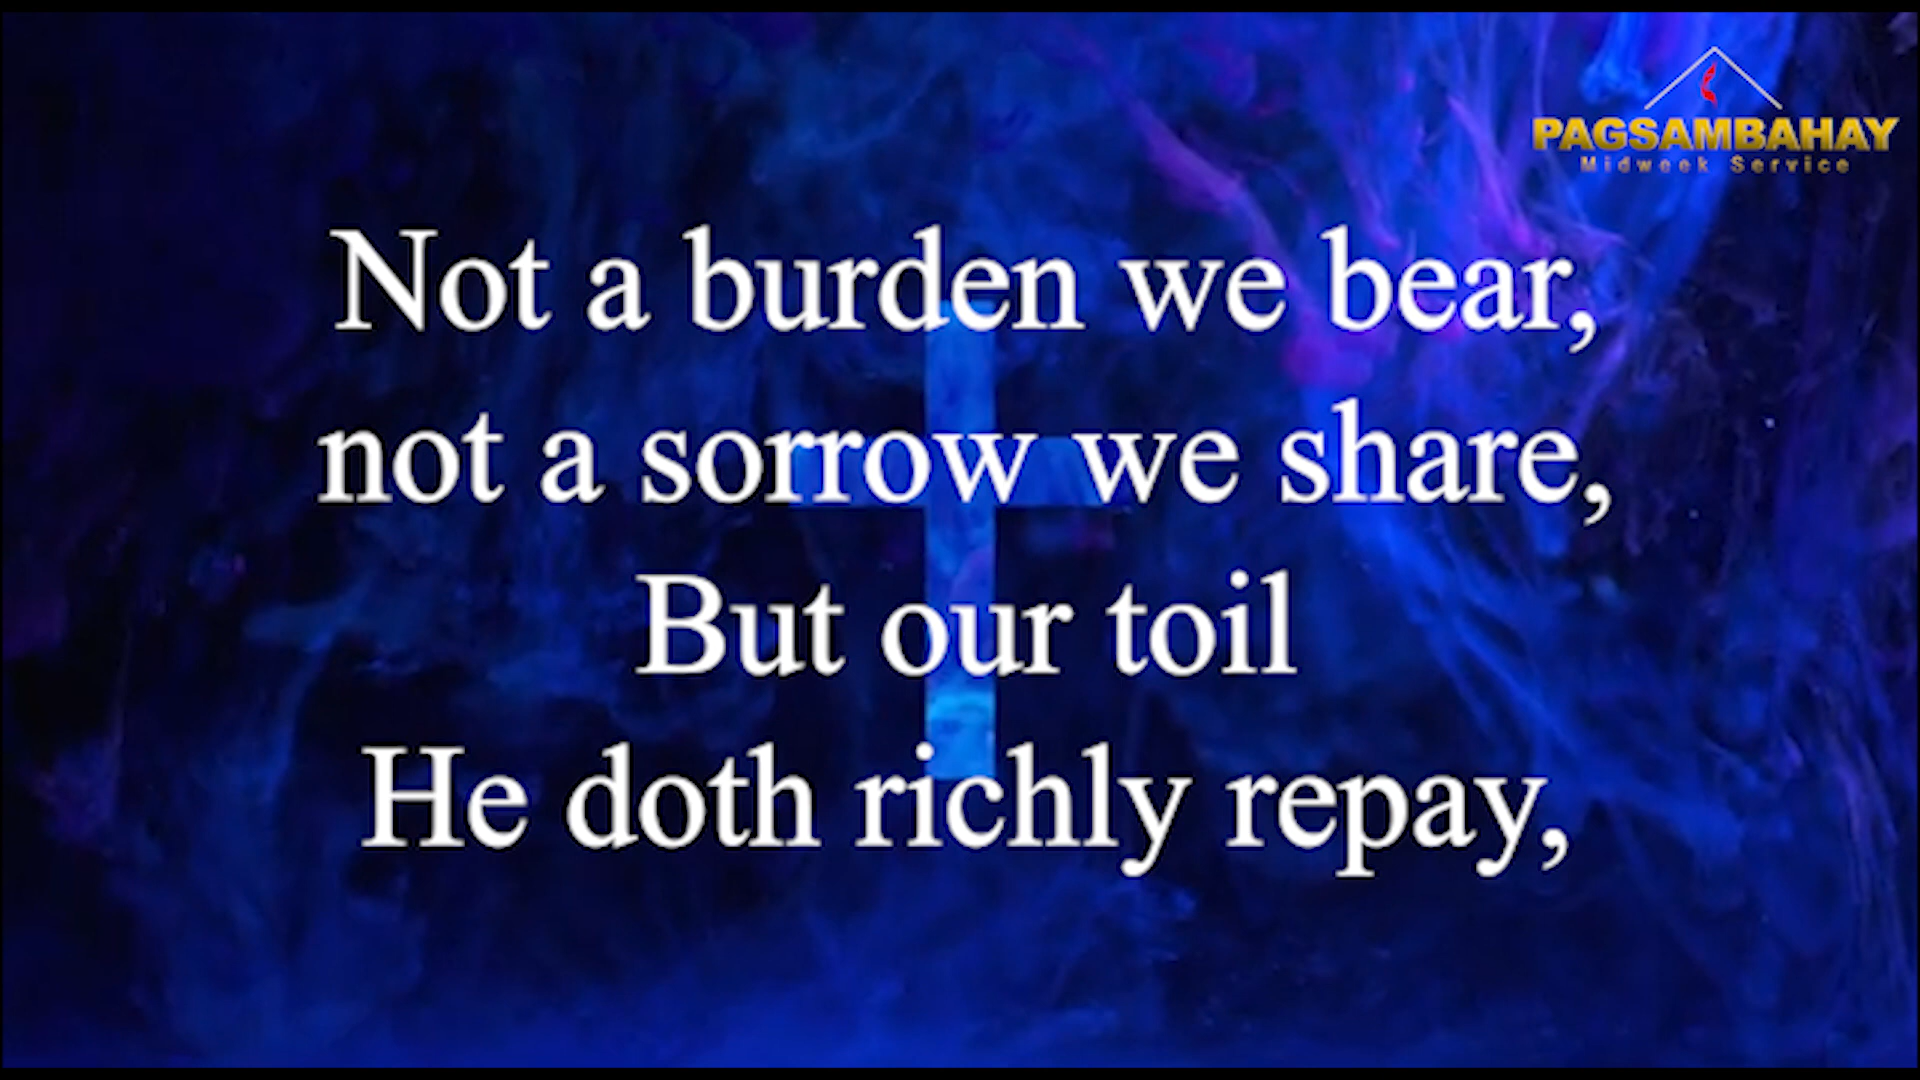 PAGSAMBAHAY
Midweek Service
Not a burden we bear,
not a sorrow we share,
But our toil
He doth richly repay,